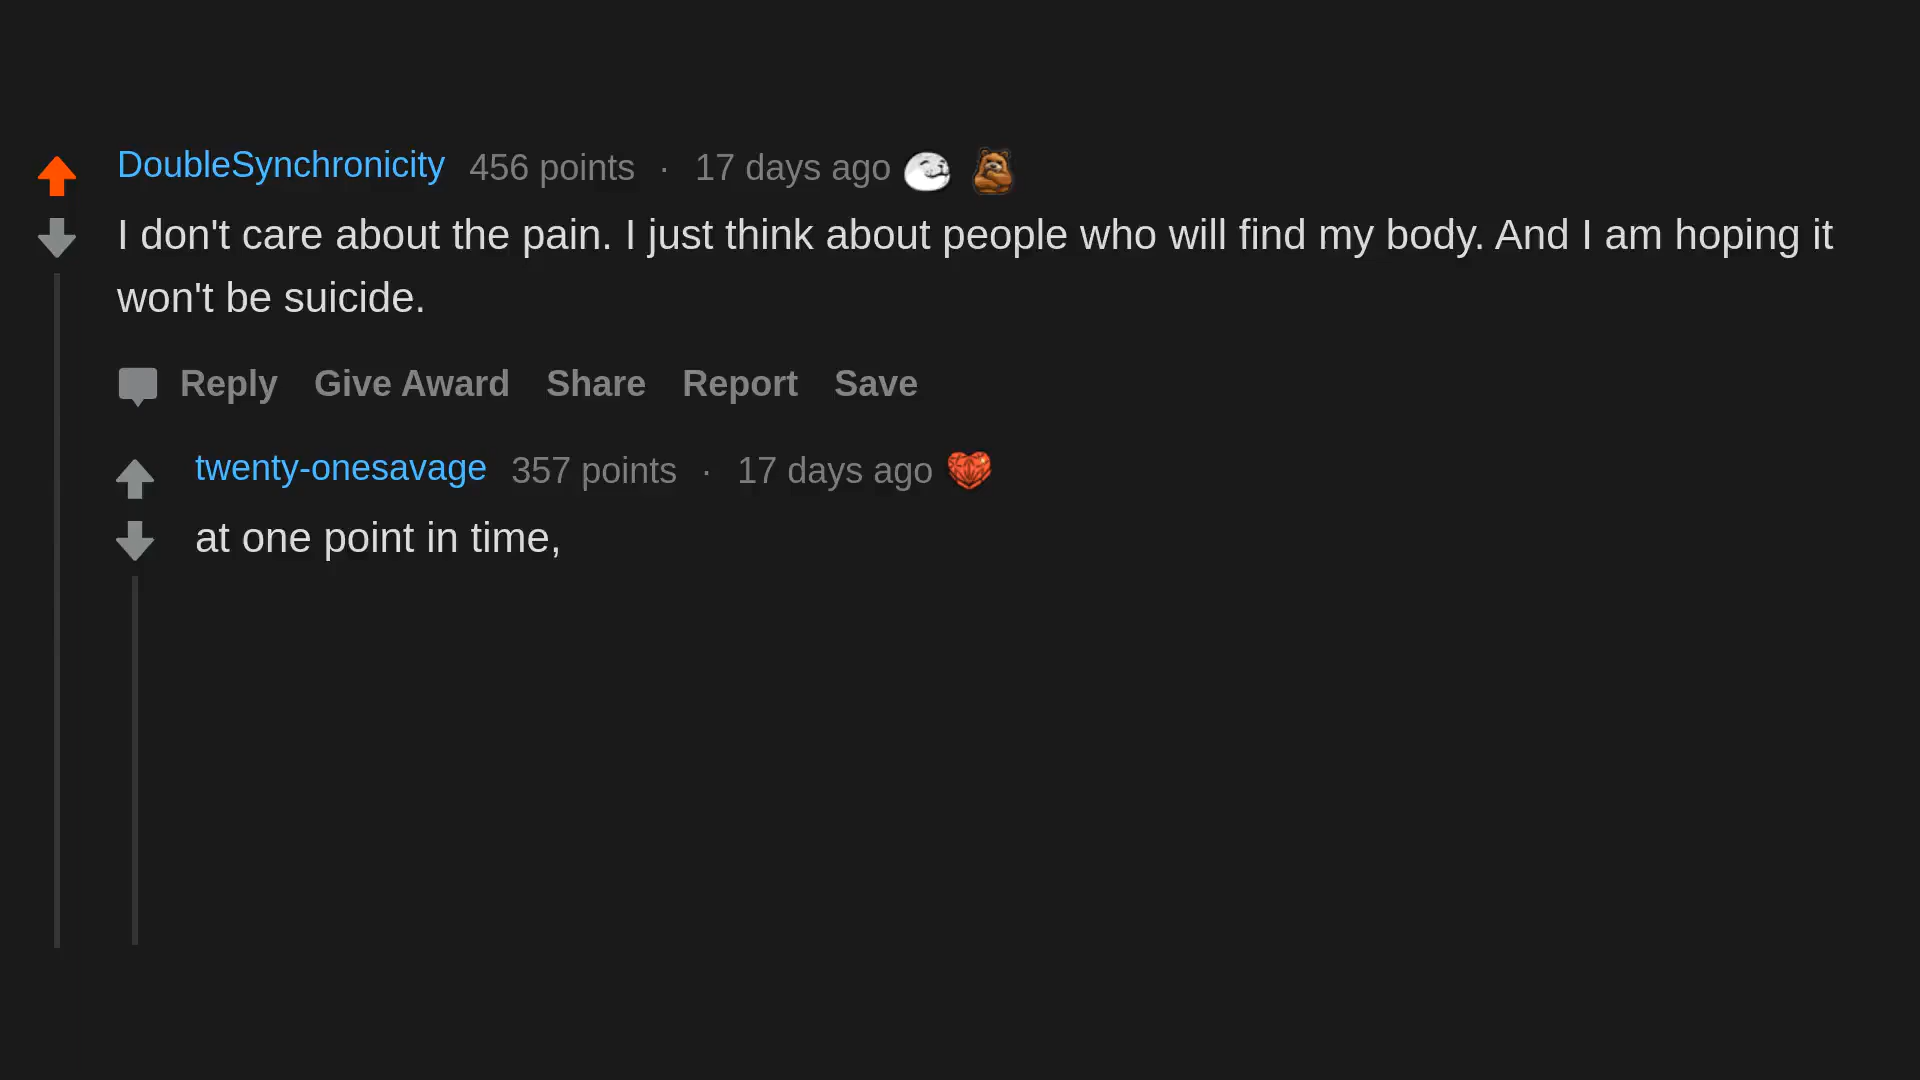 DoubleSynchronicity 456 points · 17 days ago
I don't care about the pain. I just think about people who will find my body. And I am hoping it
won't be suicide.
Reply Give Award Share Report Save
twenty-onesavage 357 points · 17 days ago
at one point in time,